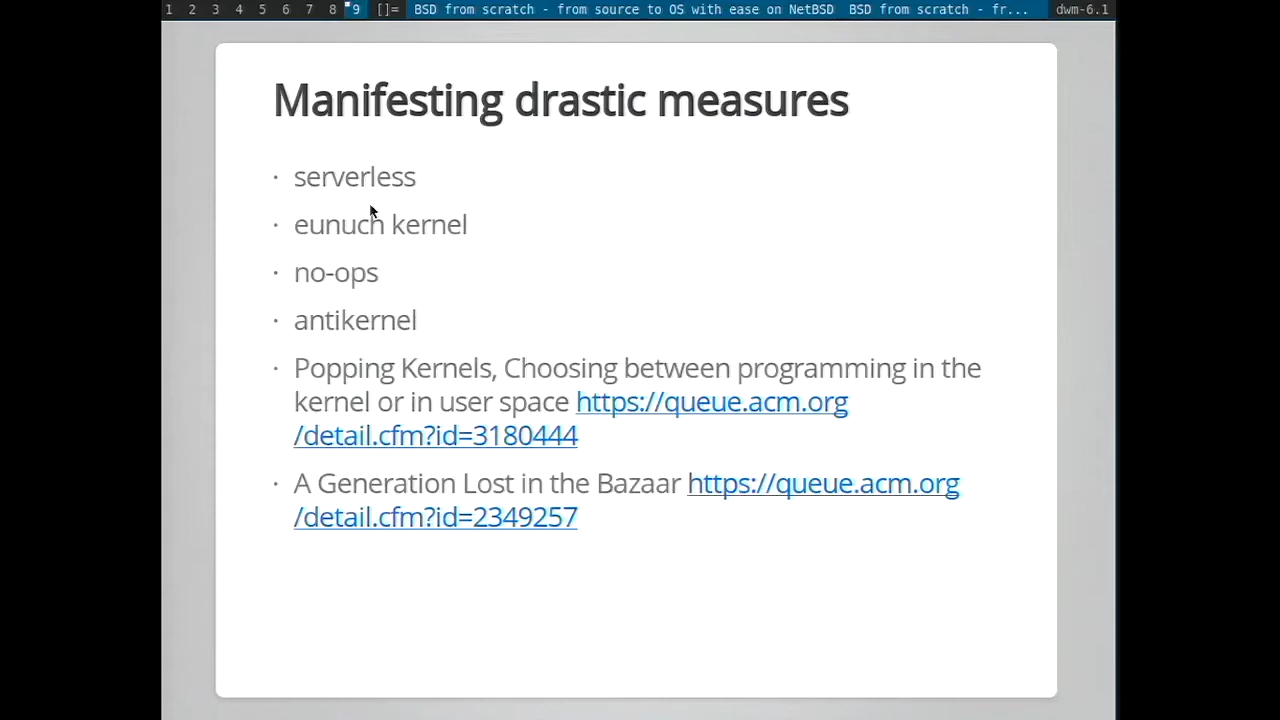 1 2 3 4 5 6 7 8 9 []= BSD from scratch - from source to OS with ease on NetBSD BSD from scratch - fr... dwm-6.1
Manifesting drastic measures
· serverless
· eunuch kernel
· no-ops
· antikernel
· Popping Kernels, Choosing between programming in the
kernel or in user space https://queue.acm.org
/detail.cfm?id=3180444
· A Generation Lost in the Bazaar https://queue.acm.org
/detail.cfm?id=2349257